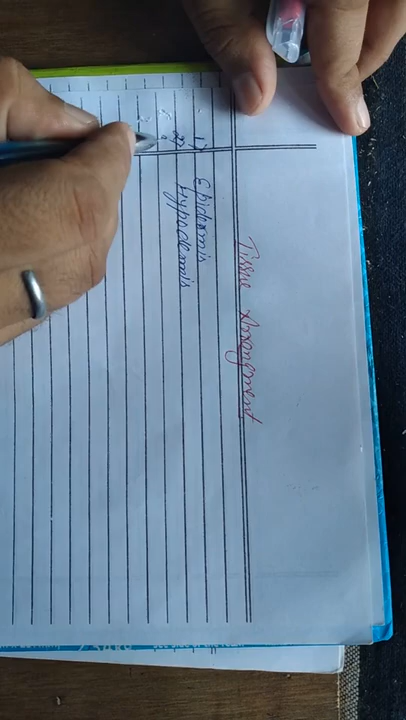 Tissue Arrangement
1) Epidermis
2) Hypodermis